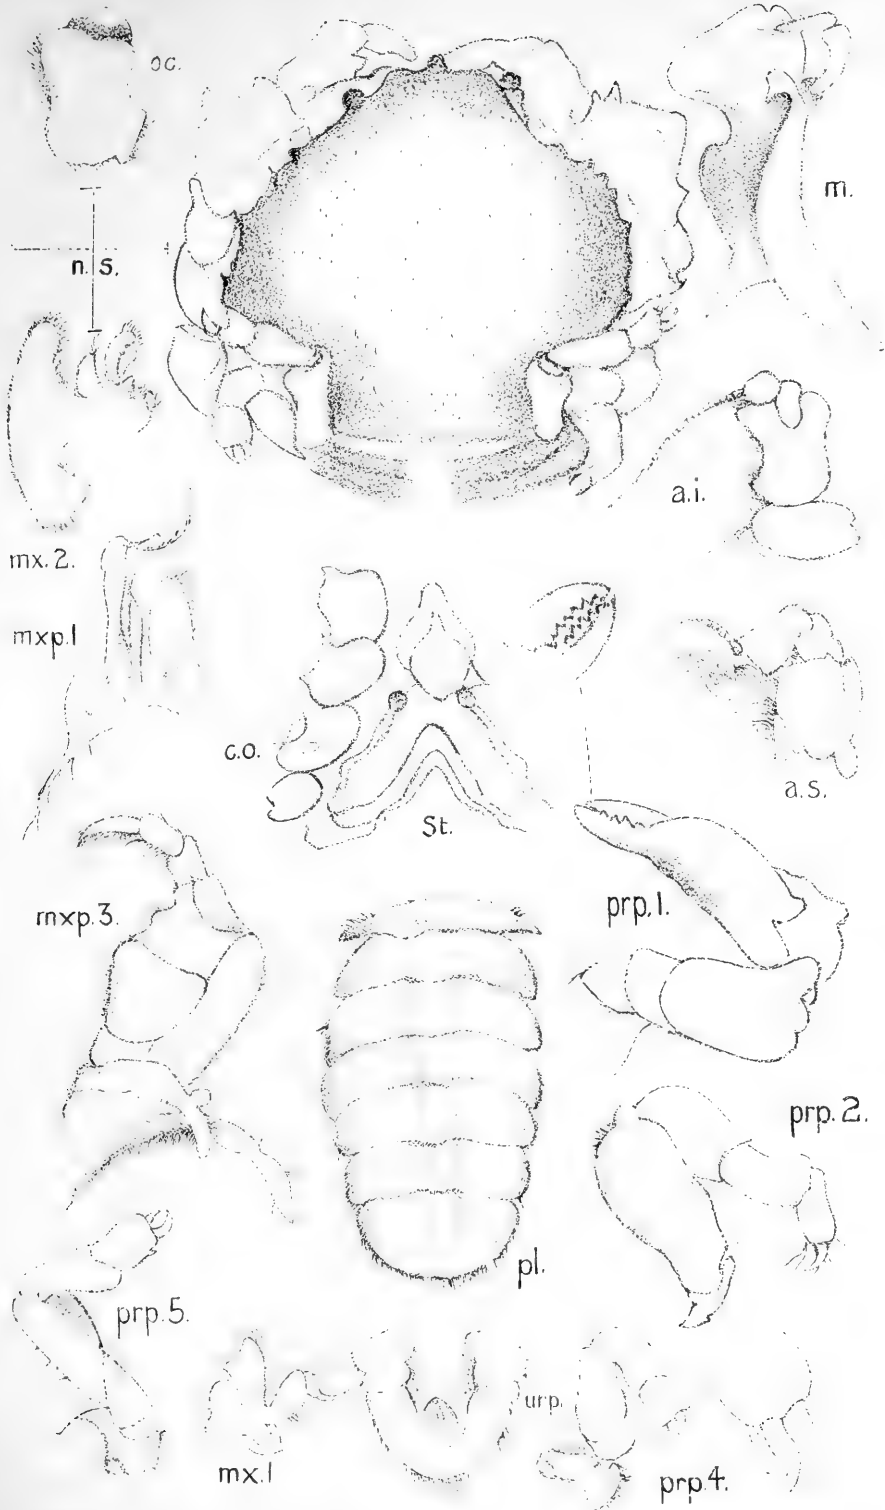 oc.
m.
n.s.
a.i.
mx.2.
mxp.1
c.o.
St.
a.s.
mxp.3.
prp.1.
prp.2.
pl.
prp.5.
urp.
mx.1
prp.4.